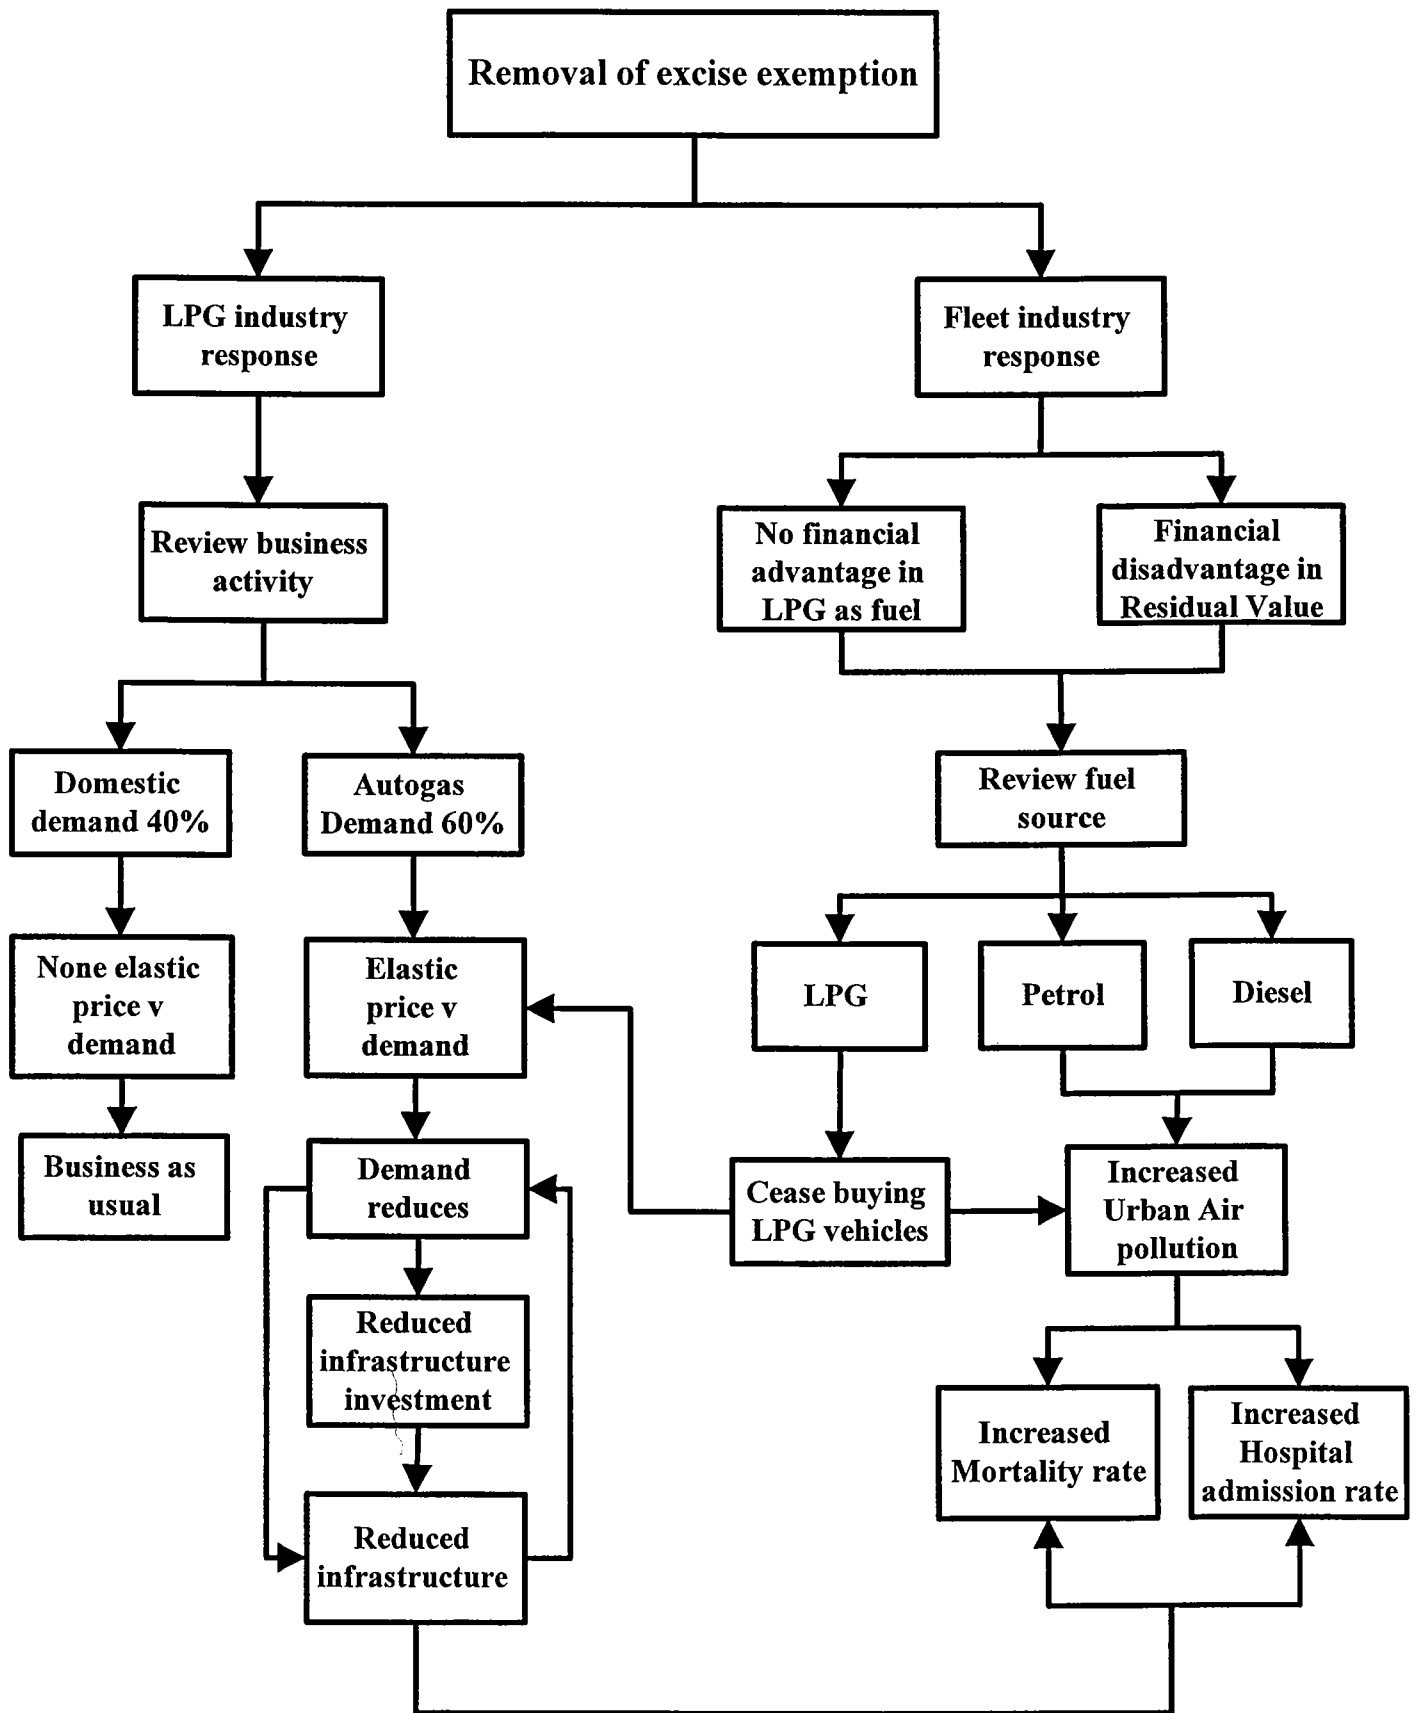 Removal of excise exemption
LPG industry
response
Fleet industry
response
Review business
activity
No financial
advantage in
LPG as fuel
Financial
disadvantage in
Residual Value
Domestic
demand 40%
Autogas
Demand 60%
Review fuel
source
None elastic
price v
demand
Elastic
price v
demand
LPG
Petrol
Diesel
Business as
usual
Demand
reduces
Cease buying
LPG vehicles
Increased
Urban Air
pollution
Reduced
infrastructure
investment
Increased
Mortality rate
Increased
Hospital
admission rate
Reduced
infrastructure